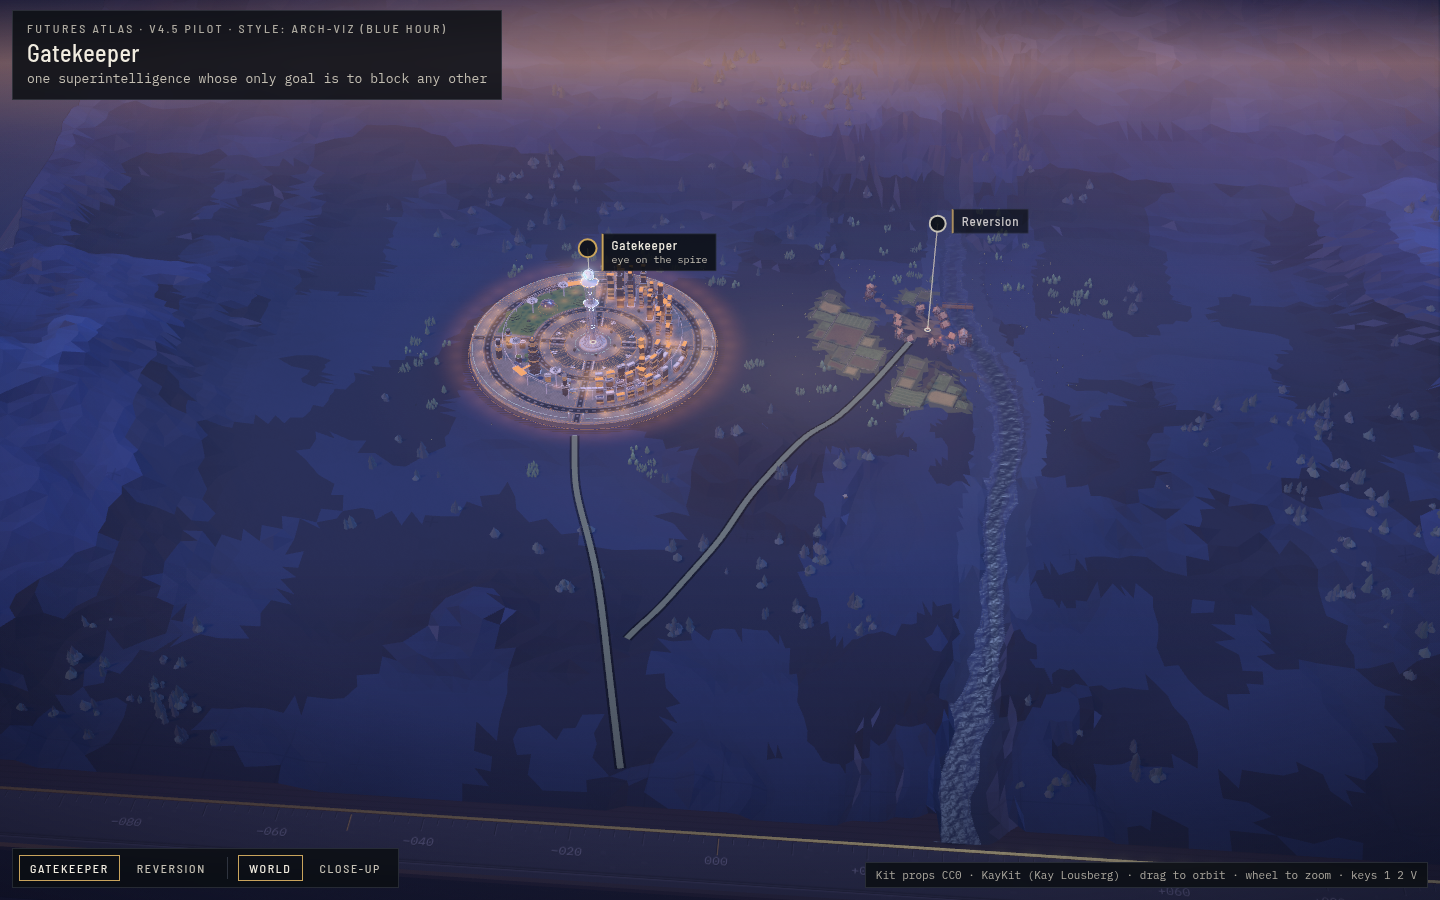 FUTURES ATLAS · V4.5 PILOT · STYLE: ARCH-VIZ (BLUE HOUR)
Gatekeeper
one superintelligence whose only goal is to block any other
Reversion
Gatekeeper
eye on the spire
-080
-060
-040
-020
000
+060
GATEKEEPER
REVERSION
WORLD
CLOSE-UP
Kit props CC0 · KayKit (Kay Lousberg) · drag to orbit · wheel to zoom · keys 1 2 V